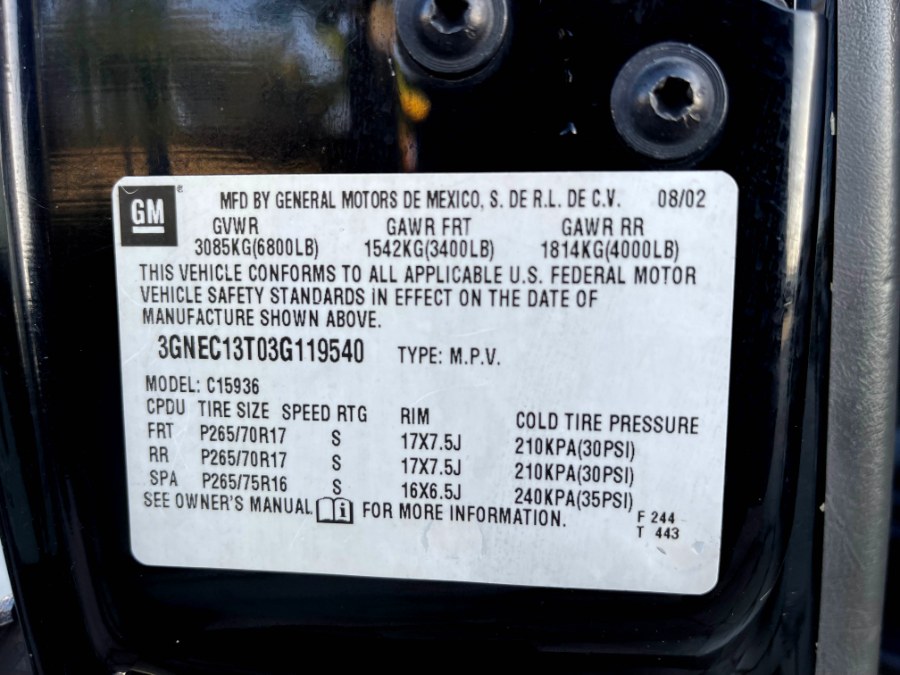 GM® MFD BY GENERAL MOTORS DE MEXICO, S. DE R.L. DE C.V. 08/02
GVWR GAWR FRT GAWR RR
3085KG(6800LB) 1542KG(3400LB) 1814KG(4000LB)
THIS VEHICLE CONFORMS TO ALL APPLICABLE U.S. FEDERAL MOTOR
VEHICLE SAFETY STANDARDS IN EFFECT ON THE DATE OF
MANUFACTURE SHOWN ABOVE.
3GNEC13T03G119540 TYPE: M.P.V.
MODEL: C15936
CPDU TIRE SIZE SPEED RTG RIM COLD TIRE PRESSURE
FRT P265/70R17 S 17X7.5J 210KPA(30PSI)
RR P265/70R17 S 17X7.5J 210KPA(30PSI)
SPA P265/75R16 S 16X6.5J 240KPA(35PSI)
SEE OWNER'S MANUAL i FOR MORE INFORMATION.
F 244
T 443